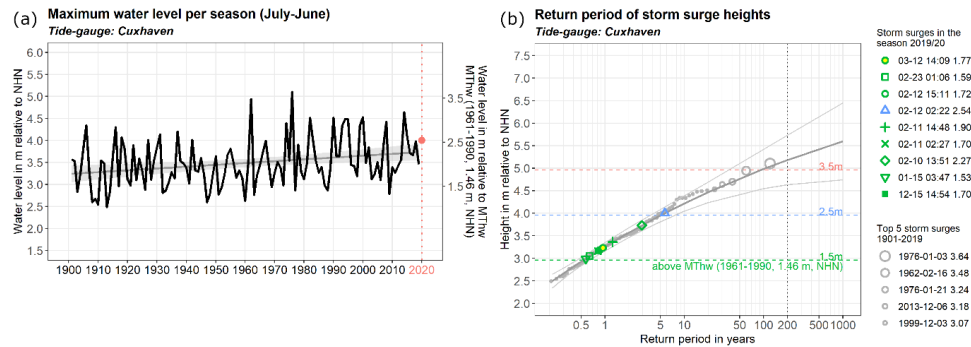 (a)
Maximum water level per season (July-June)
Tide-gauge: Cuxhaven
Water level in m relative to NHN
6.0
5.5
5.0
4.5
4.0
3.5
3.0
2.5
2.0
1.5
1900 1910 1920 1930 1940 1950 1960 1970 1980 1990 2000 2010 2020
3.5
2.5
1.5
Water level in m relative to MThw
MThw (1961-1990, 1.46 m, NHN)
(b)
Return period of storm surge heights
Tide-gauge: Cuxhaven
Height in m relative to NHN
7.5
7.0
6.5
6.0
5.5
5.0
4.5
4.0
3.5
3.0
2.5
2.0
3.5m
2.5m
1.5m
above MThw (1961-1990, 1.46 m, NHN)
0.5 1 5 10 50 100 200 500 1000
Return period in years
Storm surges in the
season 2019/20
03-12 14:09 1.77
02-23 01:06 1.59
02-12 15:11 1.72
02-12 02:22 2.54
02-11 14:48 1.90
02-11 02:27 1.70
02-10 13:51 2.27
01-15 03:47 1.53
12-15 14:54 1.70
Top 5 storm surges
1901-2019
1976-01-03 3.64
1962-02-16 3.48
1976-01-21 3.24
2013-12-06 3.18
1999-12-03 3.07